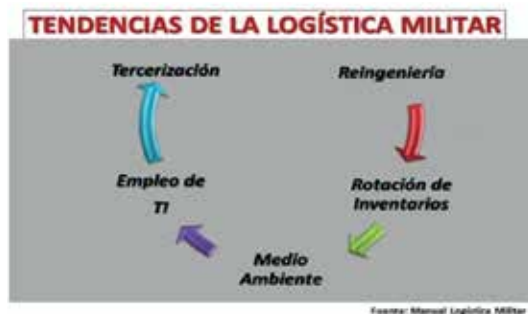 TENDENCIAS DE LA LOGÍSTICA MILITAR
Tercerización
Reingeniería
Empleo de
TI
Rotación de
Inventarios
Medio
Ambiente
Fuente: Manual Logística Militar